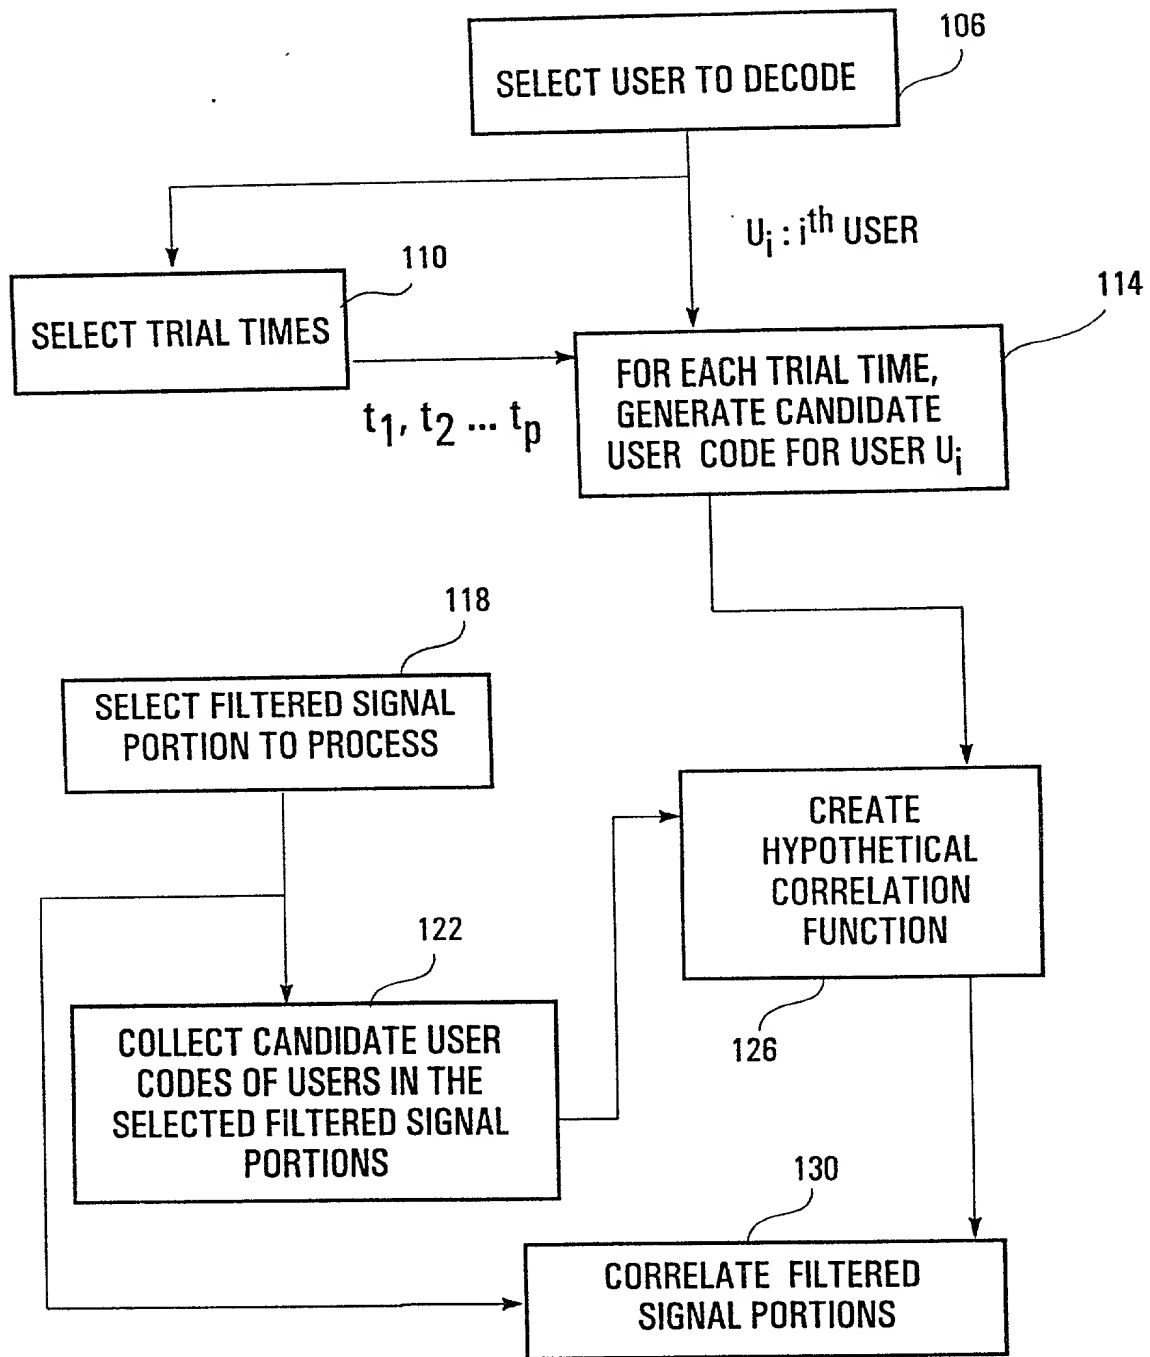 106
SELECT USER TO DECODE
Ui : ith USER
110
SELECT TRIAL TIMES
114
t1, t2 ... tp
FOR EACH TRIAL TIME,
GENERATE CANDIDATE
USER CODE FOR USER Ui
118
SELECT FILTERED SIGNAL
PORTION TO PROCESS
CREATE
HYPOTHETICAL
CORRELATION
FUNCTION
122
126
COLLECT CANDIDATE USER
CODES OF USERS IN THE
SELECTED FILTERED SIGNAL
PORTIONS
130
CORRELATE FILTERED
SIGNAL PORTIONS